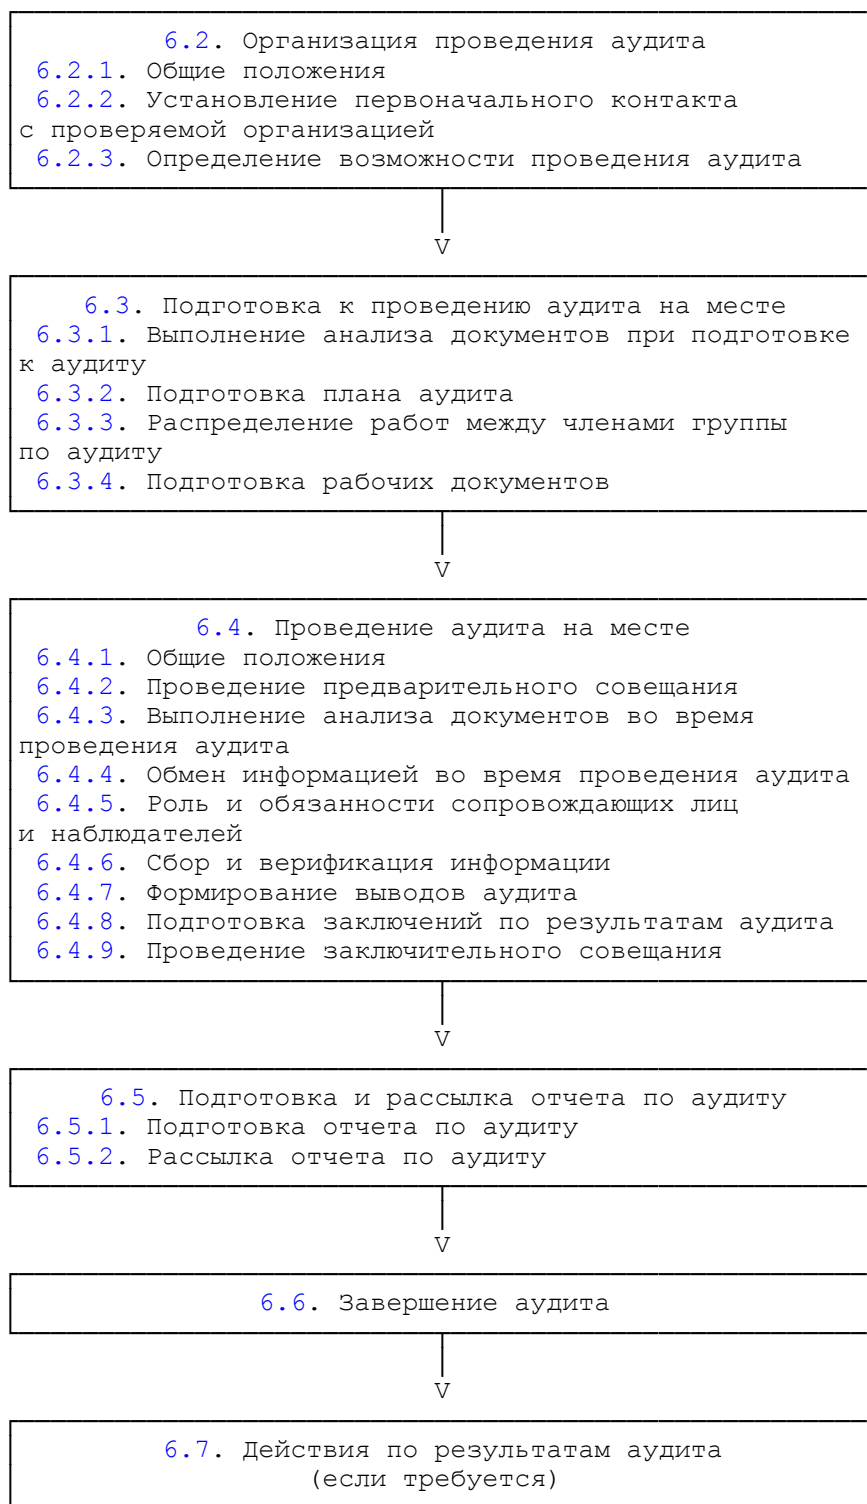 6.2. Организация проведения аудита
6.2.1. Общие положения
6.2.2. Установление первоначального контакта
с проверяемой организацией
6.2.3. Определение возможности проведения аудита
V
6.3. Подготовка к проведению аудита на месте
6.3.1. Выполнение анализа документов при подготовке
к аудиту
6.3.2. Подготовка плана аудита
6.3.3. Распределение работ между членами группы
по аудиту
6.3.4. Подготовка рабочих документов
V
6.4. Проведение аудита на месте
6.4.1. Общие положения
6.4.2. Проведение предварительного совещания
6.4.3. Выполнение анализа документов во время
проведения аудита
6.4.4. Обмен информацией во время проведения аудита
6.4.5. Роль и обязанности сопровождающих лиц
и наблюдателей
6.4.6. Сбор и верификация информации
6.4.7. Формирование выводов аудита
6.4.8. Подготовка заключений по результатам аудита
6.4.9. Проведение заключительного совещания
V
6.5. Подготовка и рассылка отчета по аудиту
6.5.1. Подготовка отчета по аудиту
6.5.2. Рассылка отчета по аудиту
V
6.6. Завершение аудита
V
6.7. Действия по результатам аудита
(если требуется)